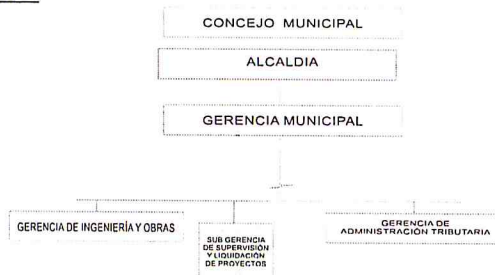 CONCEJO MUNICIPAL
ALCALDIA
GERENCIA MUNICIPAL
GERENCIA DE INGENIERÍA Y OBRAS
SUB GERENCIA
DE SUPERVISIÓN
Y LIQUIDACIÓN
DE PROYECTOS
GERENCIA DE
ADMINISTRACIÓN TRIBUTARIA